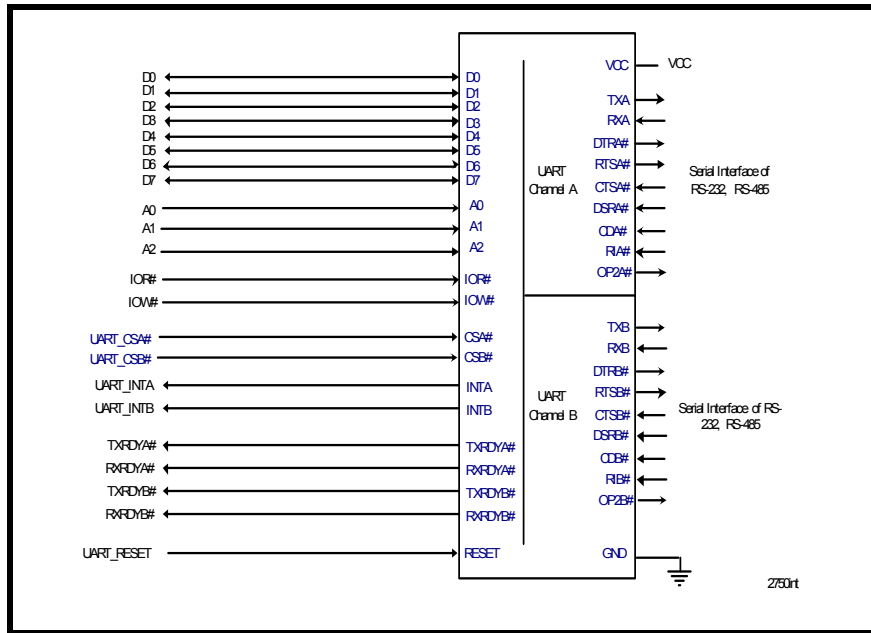 D0
D1
D2
D3
D4
D5
D6
D7
A0
A1
A2
IOR#
IOW#
UART_CSA#
UART_CSB#
UART_INTA
UART_INTB
TXRDYA#
RXRDYA#
TXRDYB#
RXRDYB#
UART_RESET
D0
D1
D2
D3
D4
D5
D6
D7
A0
A1
A2
IOR#
IOW#
CSA#
CSB#
INTA
INTB
TXRDYA#
RXRDYA#
TXRDYB#
RXRDYB#
RESET
UART
Channel A
UART
Channel B
VCC
TXA
RXA
DTRA#
RTSA#
CTSA#
DSRA#
CDA#
RIA#
OP2A#
TXB
RXB
DTRB#
RTSB#
CTSB#
DSRB#
CDB#
RIB#
OP2B#
GND
VCC
Serial Interface of
RS-232, RS-485
Serial Interface of RS-
232, RS-485
2750int